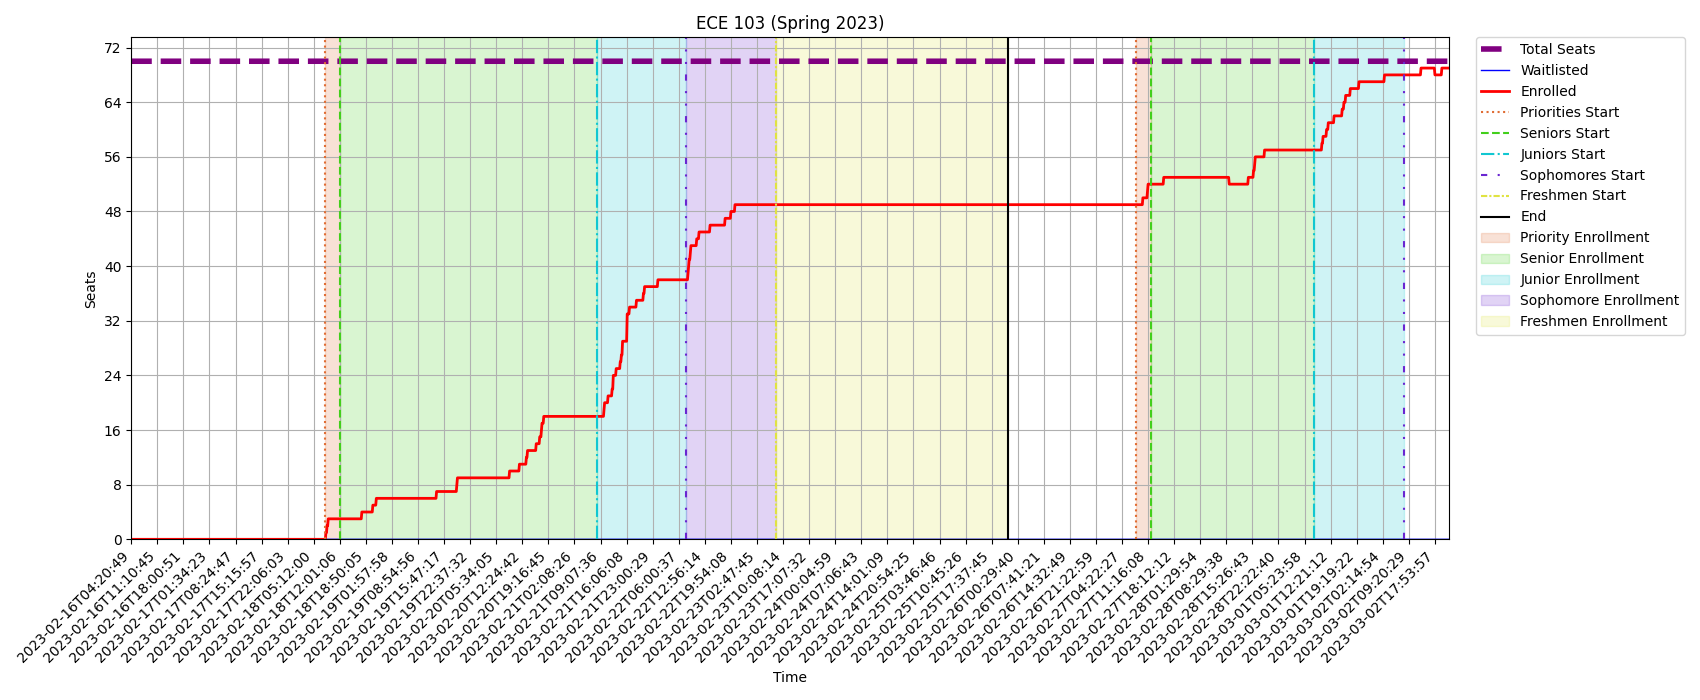 ECE 103 (Spring 2023)
72
64
56
48
40
32
24
16
8
0
Seats
2023-02-16T04:20:49
2023-02-16T11:10:45
2023-02-16T18:00:51
2023-02-17T01:34:23
2023-02-17T08:24:47
2023-02-17T15:15:57
2023-02-17T22:06:03
2023-02-18T05:12:00
2023-02-18T12:01:06
2023-02-18T18:50:05
2023-02-19T01:57:58
2023-02-19T08:54:56
2023-02-19T15:47:17
2023-02-19T22:37:32
2023-02-20T05:34:05
2023-02-20T12:24:42
2023-02-20T19:16:45
2023-02-21T02:08:26
2023-02-21T09:07:36
2023-02-21T16:06:08
2023-02-21T23:00:29
2023-02-22T06:00:37
2023-02-22T12:56:14
2023-02-22T19:54:08
2023-02-23T02:47:45
2023-02-23T10:08:14
2023-02-23T17:07:32
2023-02-24T00:04:59
2023-02-24T07:06:43
2023-02-24T14:01:09
2023-02-24T20:54:25
2023-02-25T03:46:46
2023-02-25T10:45:26
2023-02-25T17:37:45
2023-02-26T00:29:40
2023-02-26T07:41:21
2023-02-26T14:32:49
2023-02-26T21:22:59
2023-02-27T04:22:27
2023-02-27T11:16:08
2023-02-27T18:12:12
2023-02-28T01:29:54
2023-02-28T08:29:38
2023-02-28T15:26:43
2023-02-28T22:22:40
2023-03-01T05:23:58
2023-03-01T12:21:12
2023-03-01T19:19:22
2023-03-02T02:14:54
2023-03-02T09:20:29
2023-03-02T17:53:57
Time
Total Seats
Waitlisted
Enrolled
Priorities Start
Seniors Start
Juniors Start
Sophomores Start
Freshmen Start
End
Priority Enrollment
Senior Enrollment
Junior Enrollment
Sophomore Enrollment
Freshmen Enrollment